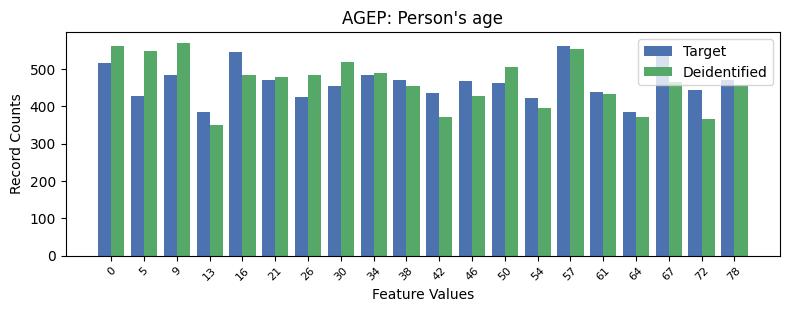 AGEP: Person's age
Target
Deidentified
Record Counts
500
400
300
200
100
0
0 5 9 13 16 21 26 30 34 38 42 46 50 54 57 61 64 67 72 78
Feature Values